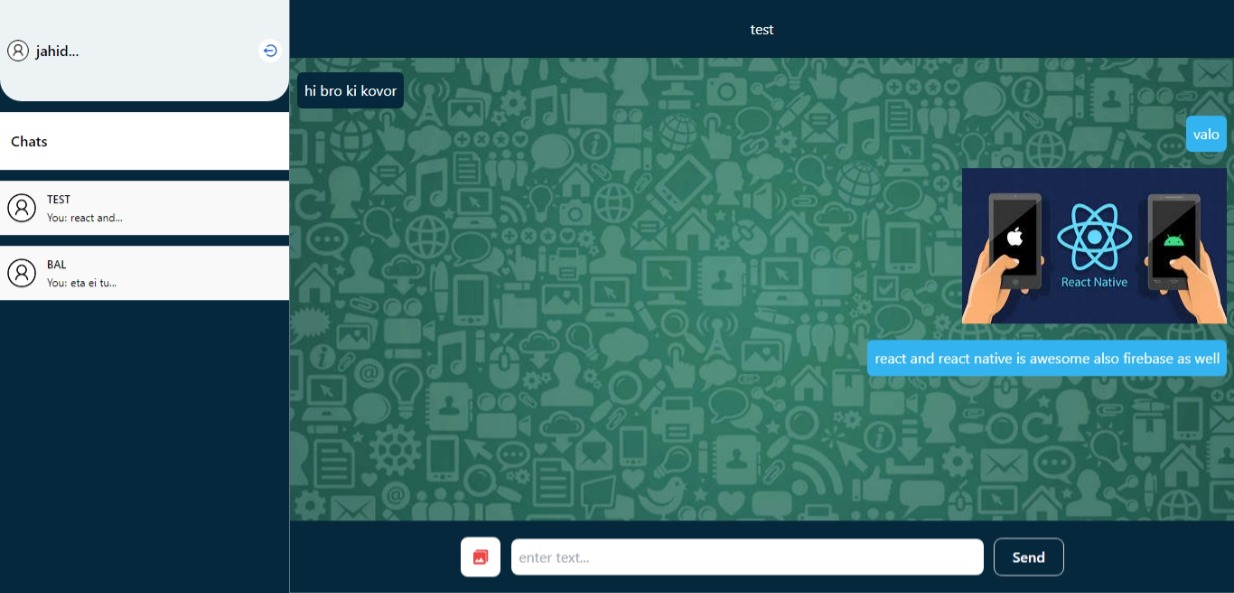 jahid...
Chats
TEST
You: react and...
BAL
You: eta ei tu...
test
hi bro ki kovor
valo
React Native
react and react native is awesome also firebase as well
enter text...
Send